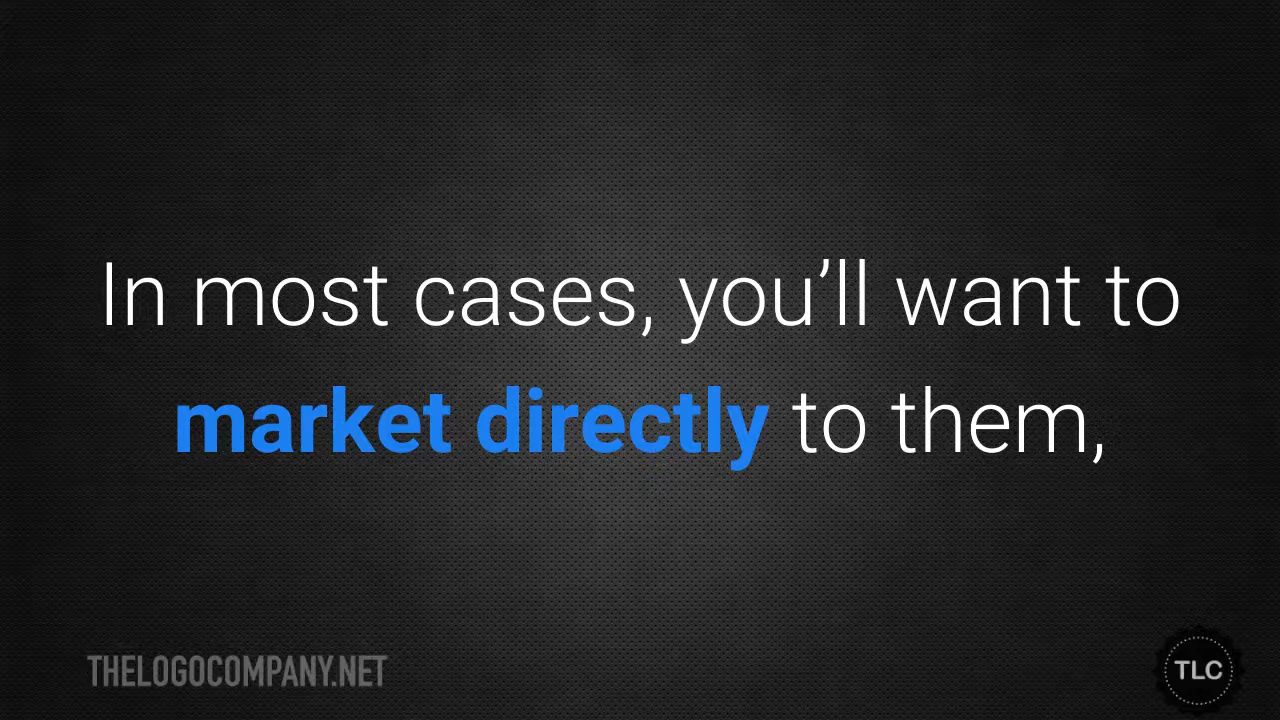 In most cases, you’ll want to
market directly to them,
THELOGOCOMPANY.NET
TLC